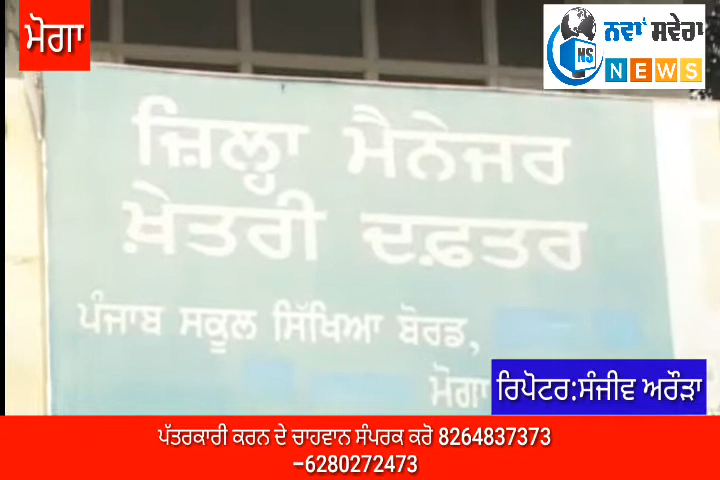 ਮੋਗਾ
ਨਵਾਂ ਸਵੇਰਾ
NS
NEWS
ਜ਼ਿਲ੍ਹਾ ਮੈਨੇਜਰ
ਖ਼ੇਤਰੀ ਦਫ਼ਤਰ
ਪੰਜਾਬ ਸਕੂਲ ਸਿੱਖਿਆ ਬੋਰਡ,
ਮੋਗਾ
ਰਿਪੋਟਰ:ਸੰਜੀਵ ਅਰੌੜਾ
ਪੱਤਰਕਾਰੀ ਕਰਨ ਦੇ ਚਾਹਵਾਨ ਸੰਪਰਕ ਕਰੋ 8264837373
–6280272473